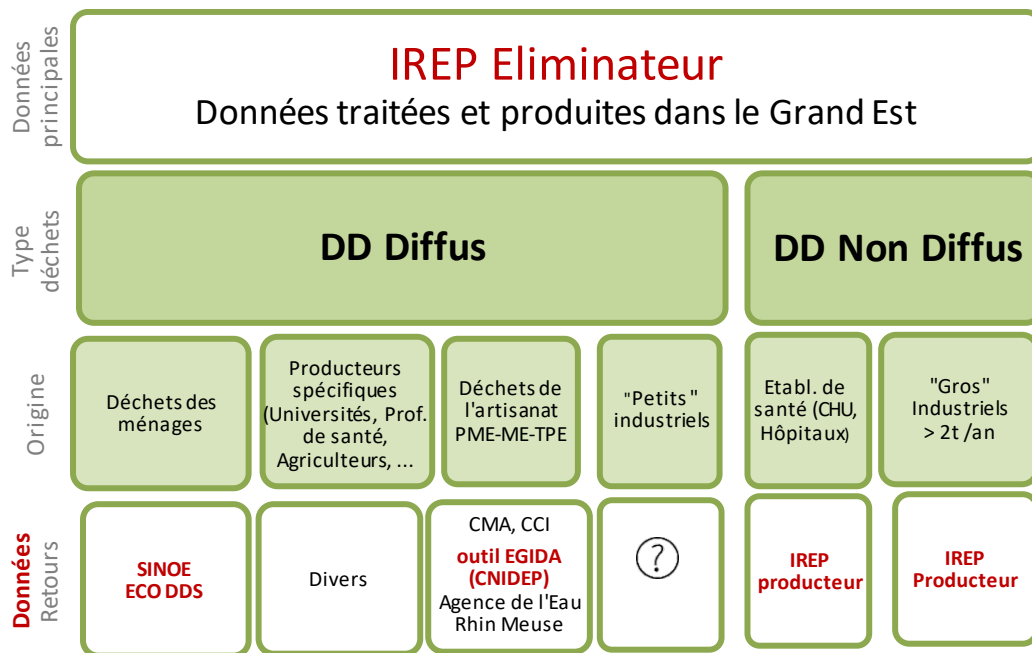 Données
principales
IREP Eliminateur
Données traitées et produites dans le Grand Est
Type
déchets
DD Diffus
DD Non Diffus
Origine
Déchets des
ménages
Producteurs
spécifiques
(Universités, Prof.
de santé,
Agriculteurs, ...
Déchets de
l'artisanat
PME-ME-TPE
"Petits"
industriels
Etabl. de
santé (CHU,
Hôpitaux)
"Gros"
Industriels
> 2t /an
Données
Retours
SINOE
ECO DDS
Divers
CMA, CCI
outil EGIDA
(CNIDEP)
Agence de l'Eau
Rhin Meuse
?
IREP
producteur
IREP
Producteur